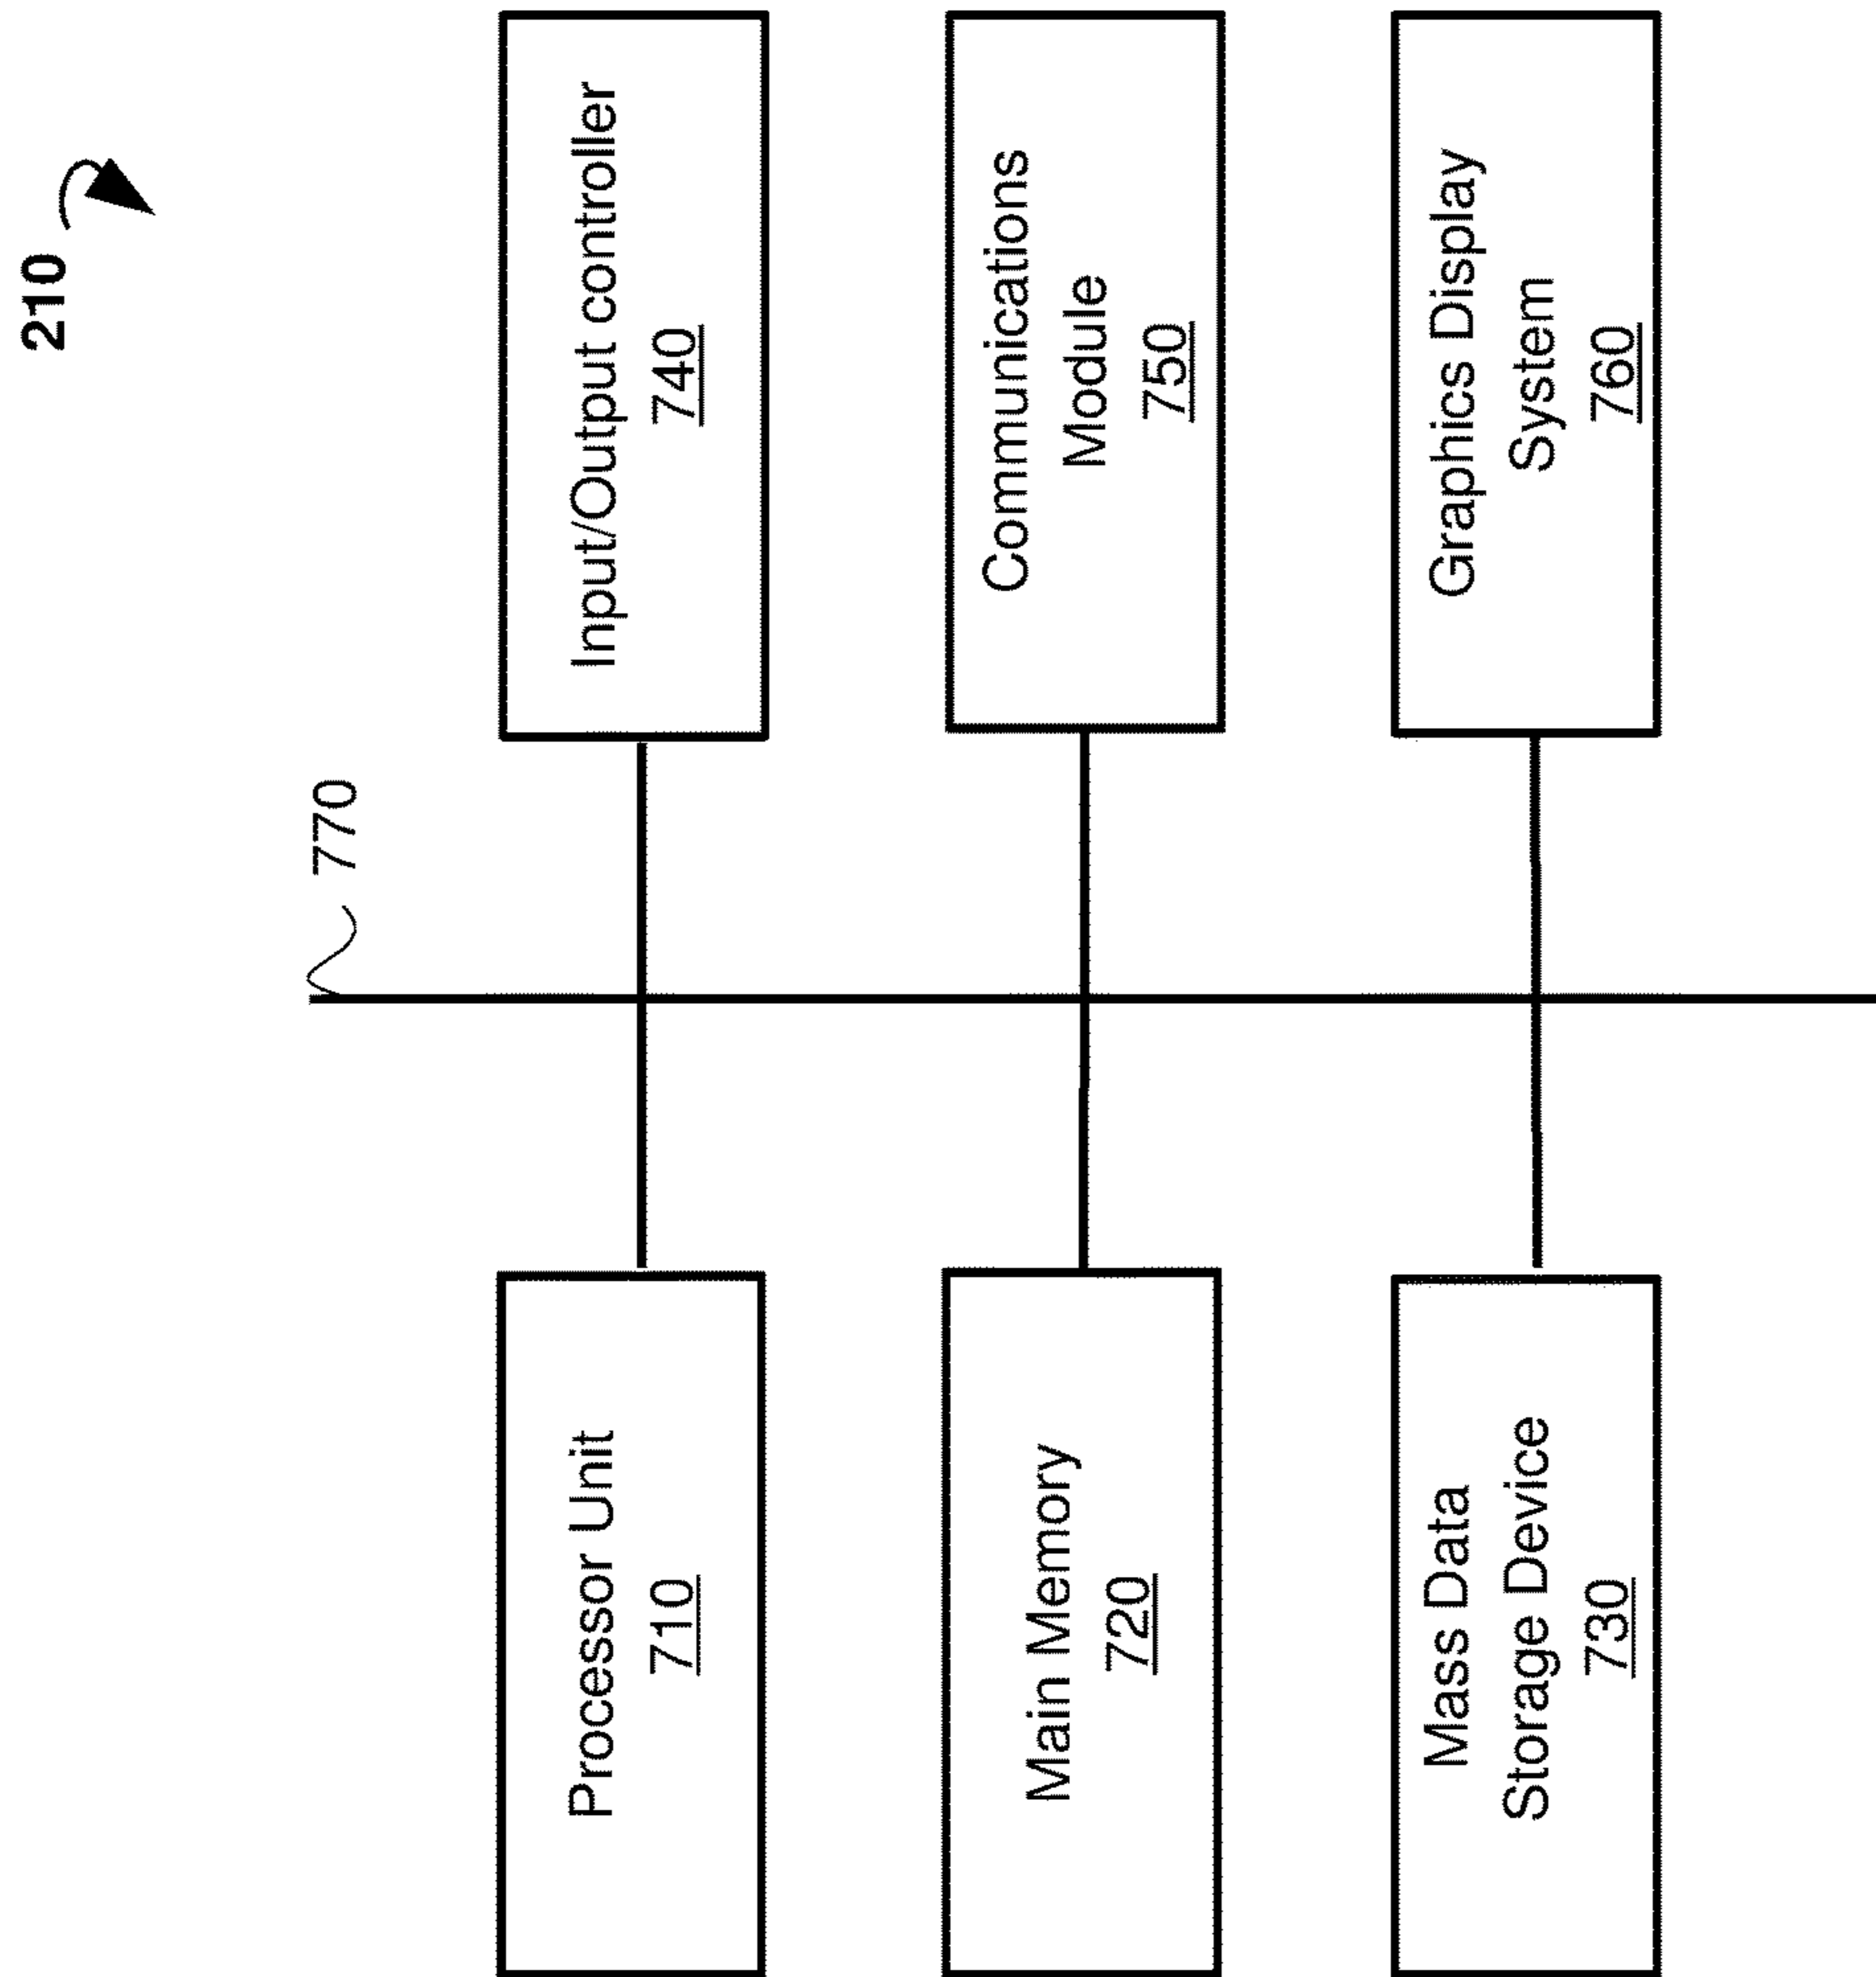 210
770
Processor Unit
710
Input/Output controller
740
Main Memory
720
Communications
Module
750
Mass Data
Storage Device
730
Graphics Display
System
760